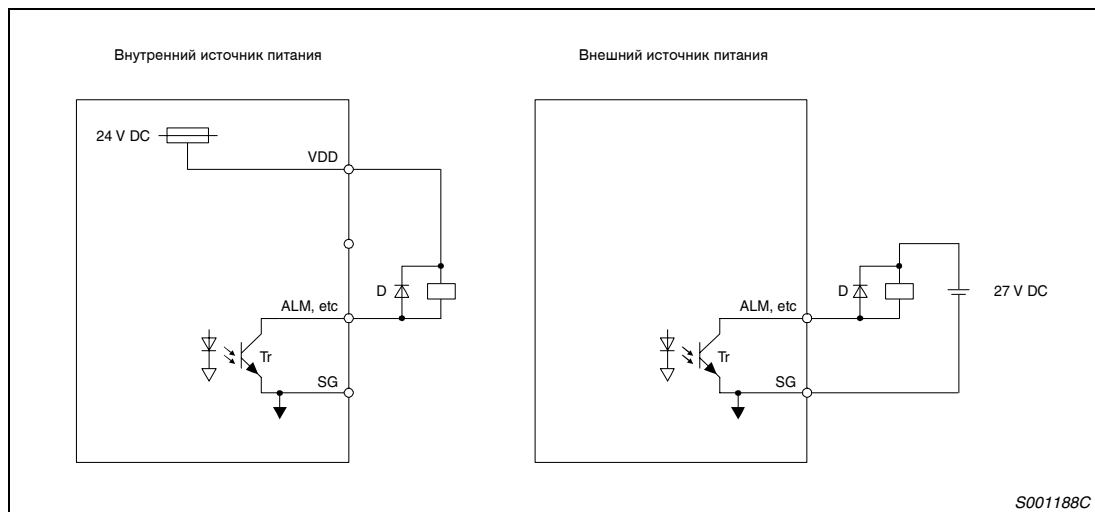 Внутренний источник питания
24 V DC
VDD
D
ALM, etc
Tr
SG
Внешний источник питания
D
27 V DC
ALM, etc
Tr
SG
S001188C